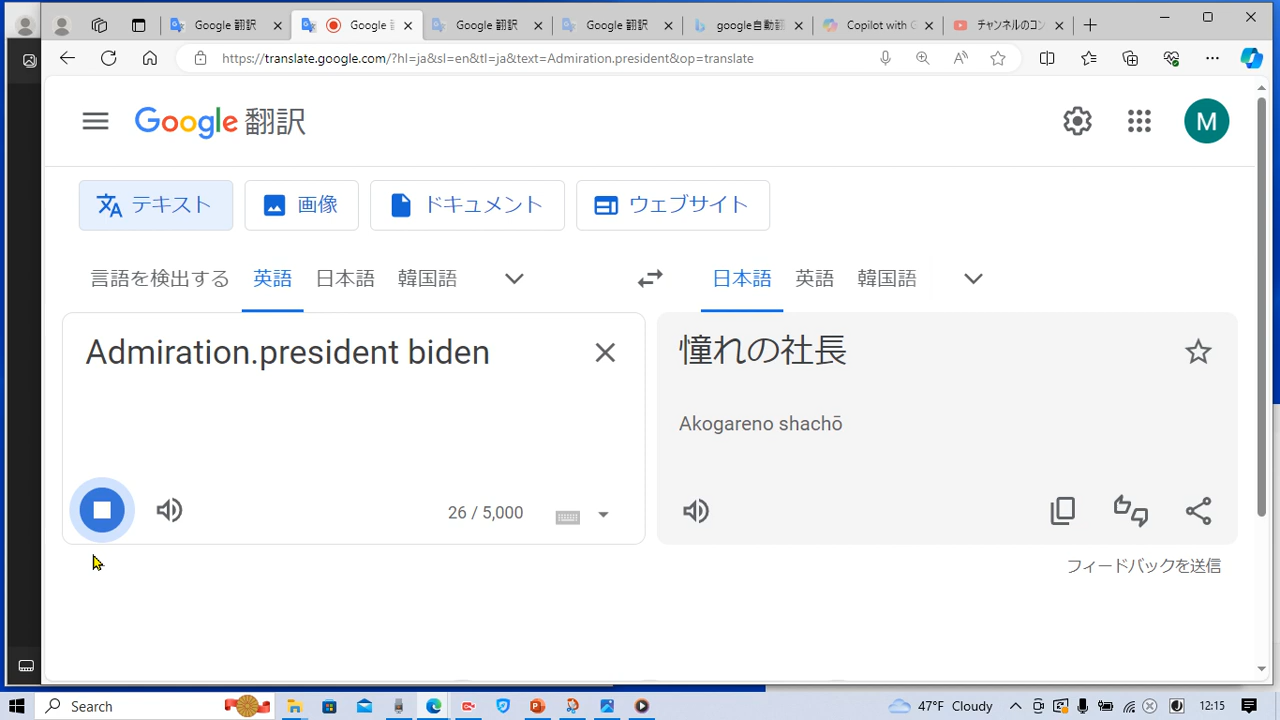 Google 翻訳
Google 翻
Google 翻訳
Google 翻訳
google自動翻
Copilot with G
チャンネルのコン
https://translate.google.com/?hl=ja&sl=en&tl=ja&text=Admiration.president&op=translate
Google 翻訳
M
テキスト
画像
ドキュメント
ウェブサイト
言語を検出する 英語 日本語 韓国語
日本語 英語 韓国語
Admiration.president biden
憧れの社長
Akogareno shachō
26 / 5,000
フィードバックを送信
Search
47°F Cloudy
12:15